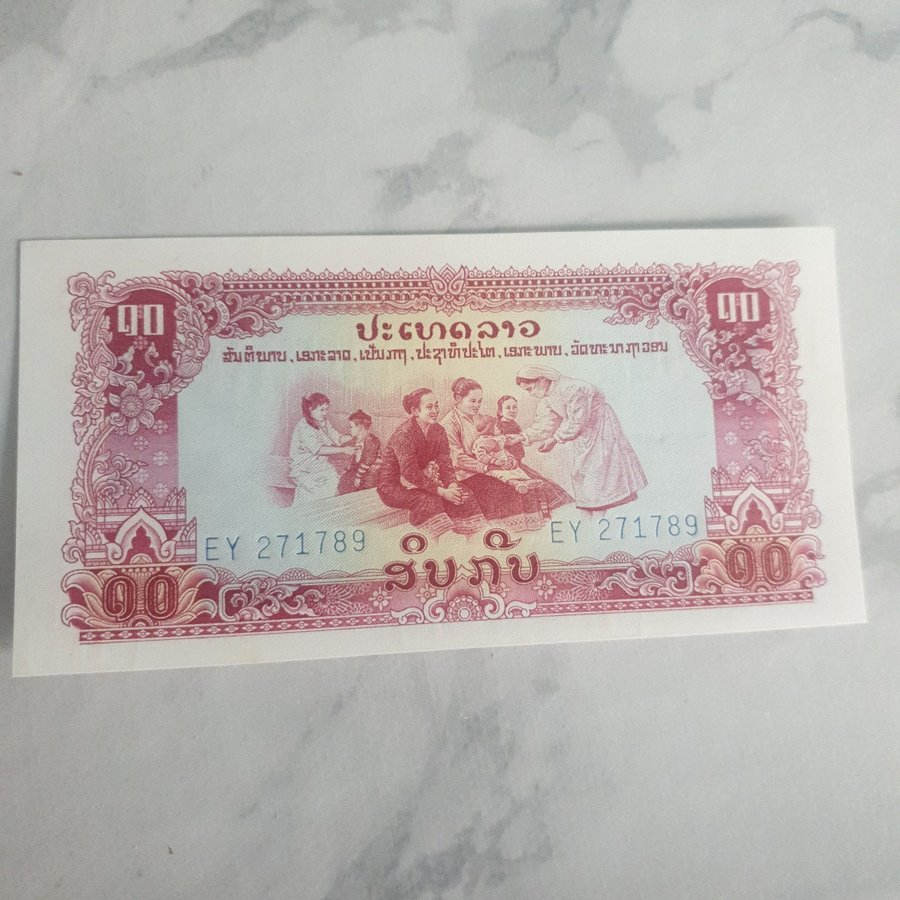 ໑໐ ໑໐
ປະເທດລາວ
ສັນຕິພາບ, ເອກະລາດ, ເປັນກາງ, ປະຊາທິປະໄຕ, ເອກະພາບ, ວັດທະນາຖາວອນ
EY 271789 EY 271789
ສິບກີບ
໑໐ ໑໐